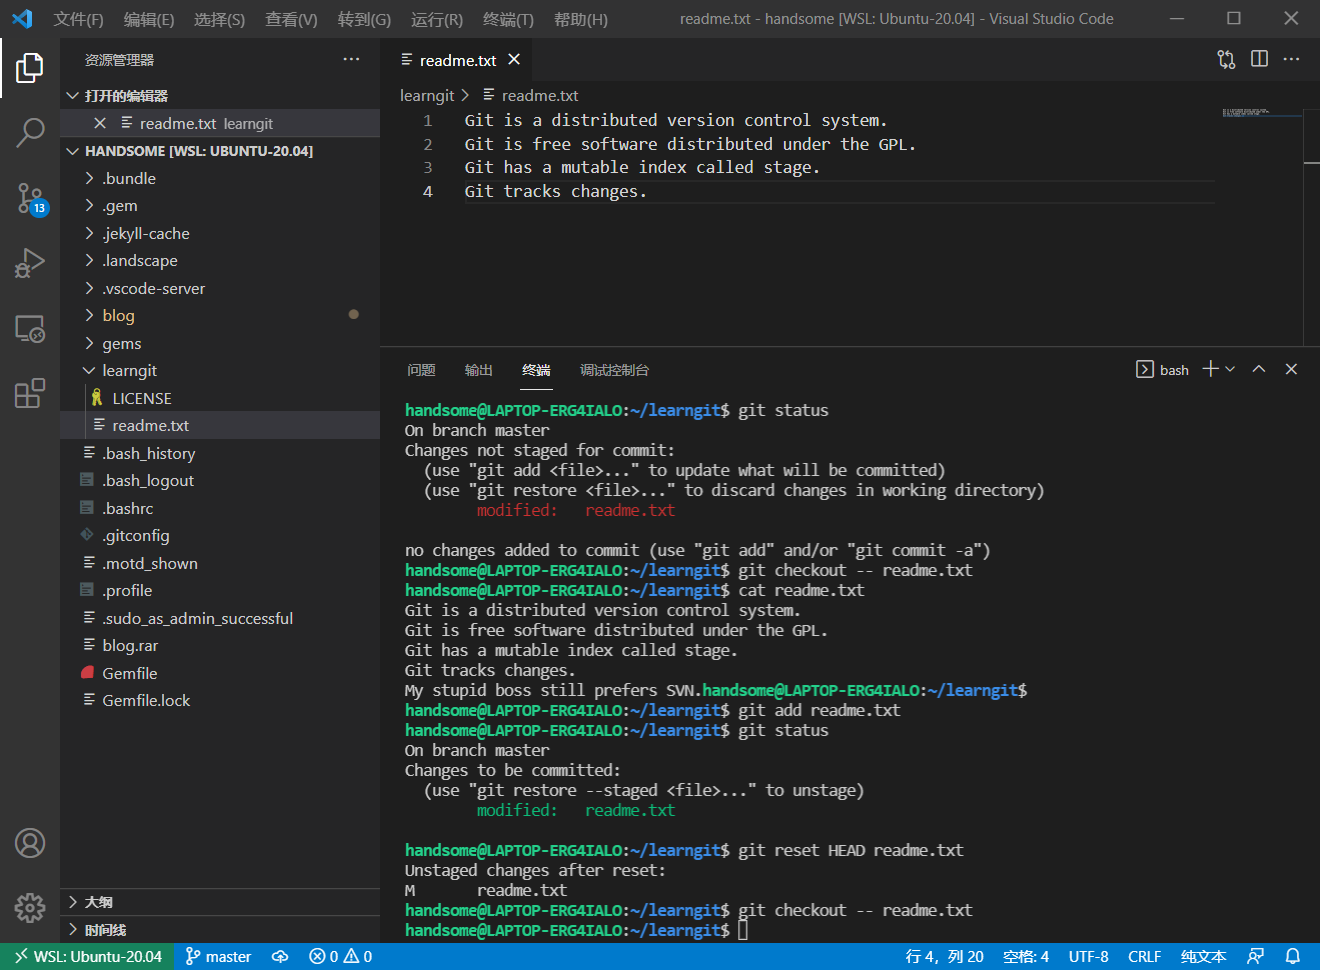 文件(F) 编辑(E) 选择(S) 查看(V) 转到(G) 运行(R) 终端(T) 帮助(H) readme.txt - handsome [WSL: Ubuntu-20.04] - Visual Studio Code
资源管理器
打开的编辑器
readme.txt learngit
HANDSOME [WSL: UBUNTU-20.04]
.bundle
.gem
.jekyll-cache
.landscape
.vscode-server
blog
gems
learngit
LICENSE
readme.txt
.bash_history
.bash_logout
.bashrc
.gitconfig
.motd_shown
.profile
.sudo_as_admin_successful
blog.rar
Gemfile
Gemfile.lock
大纲
时间线
13
readme.txt
learngit > readme.txt
1 Git is a distributed version control system.
2 Git is free software distributed under the GPL.
3 Git has a mutable index called stage.
4 Git tracks changes.
问题 输出 终端 调试控制台 bash
handsome@LAPTOP-ERG4IALO:~/learngit$ git status
On branch master
Changes not staged for commit:
(use "git add <file>..." to update what will be committed)
(use "git restore <file>..." to discard changes in working directory)
modified: readme.txt
no changes added to commit (use "git add" and/or "git commit -a")
handsome@LAPTOP-ERG4IALO:~/learngit$ git checkout -- readme.txt
handsome@LAPTOP-ERG4IALO:~/learngit$ cat readme.txt
Git is a distributed version control system.
Git is free software distributed under the GPL.
Git has a mutable index called stage.
Git tracks changes.
My stupid boss still prefers SVN.handsome@LAPTOP-ERG4IALO:~/learngit$
handsome@LAPTOP-ERG4IALO:~/learngit$ git add readme.txt
handsome@LAPTOP-ERG4IALO:~/learngit$ git status
On branch master
Changes to be committed:
(use "git restore --staged <file>..." to unstage)
modified: readme.txt
handsome@LAPTOP-ERG4IALO:~/learngit$ git reset HEAD readme.txt
Unstaged changes after reset:
M readme.txt
handsome@LAPTOP-ERG4IALO:~/learngit$ git checkout -- readme.txt
handsome@LAPTOP-ERG4IALO:~/learngit$
WSL: Ubuntu-20.04 master 0 0 行 4，列 20 空格: 4 UTF-8 CRLF 纯文本